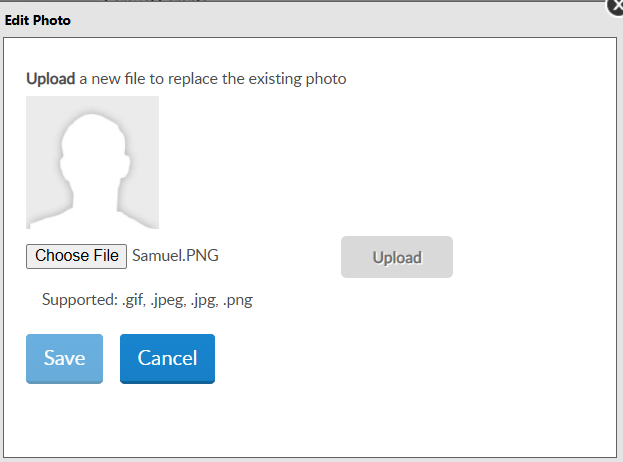 Edit Photo
Upload a new file to replace the existing photo
Choose File Samuel.PNG
Upload
Supported: .gif, .jpeg, .jpg, .png
Save Cancel